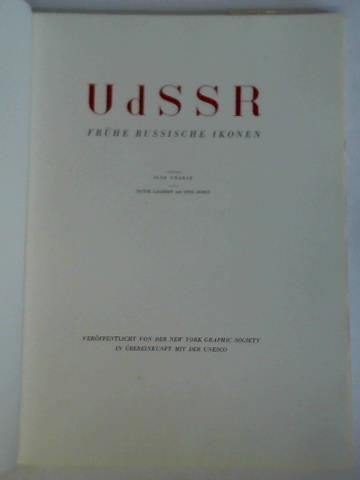 UdSSR
FRÜHE RUSSISCHE IKONEN
IGOR GRABAR
VICTOR LASAREFF UND OTTO DEMUS
VERÖFFENTLICHT VON DER NEW YORK GRAPHIC SOCIETY
IN ÜBEREINKUNFT MIT DER UNESCO